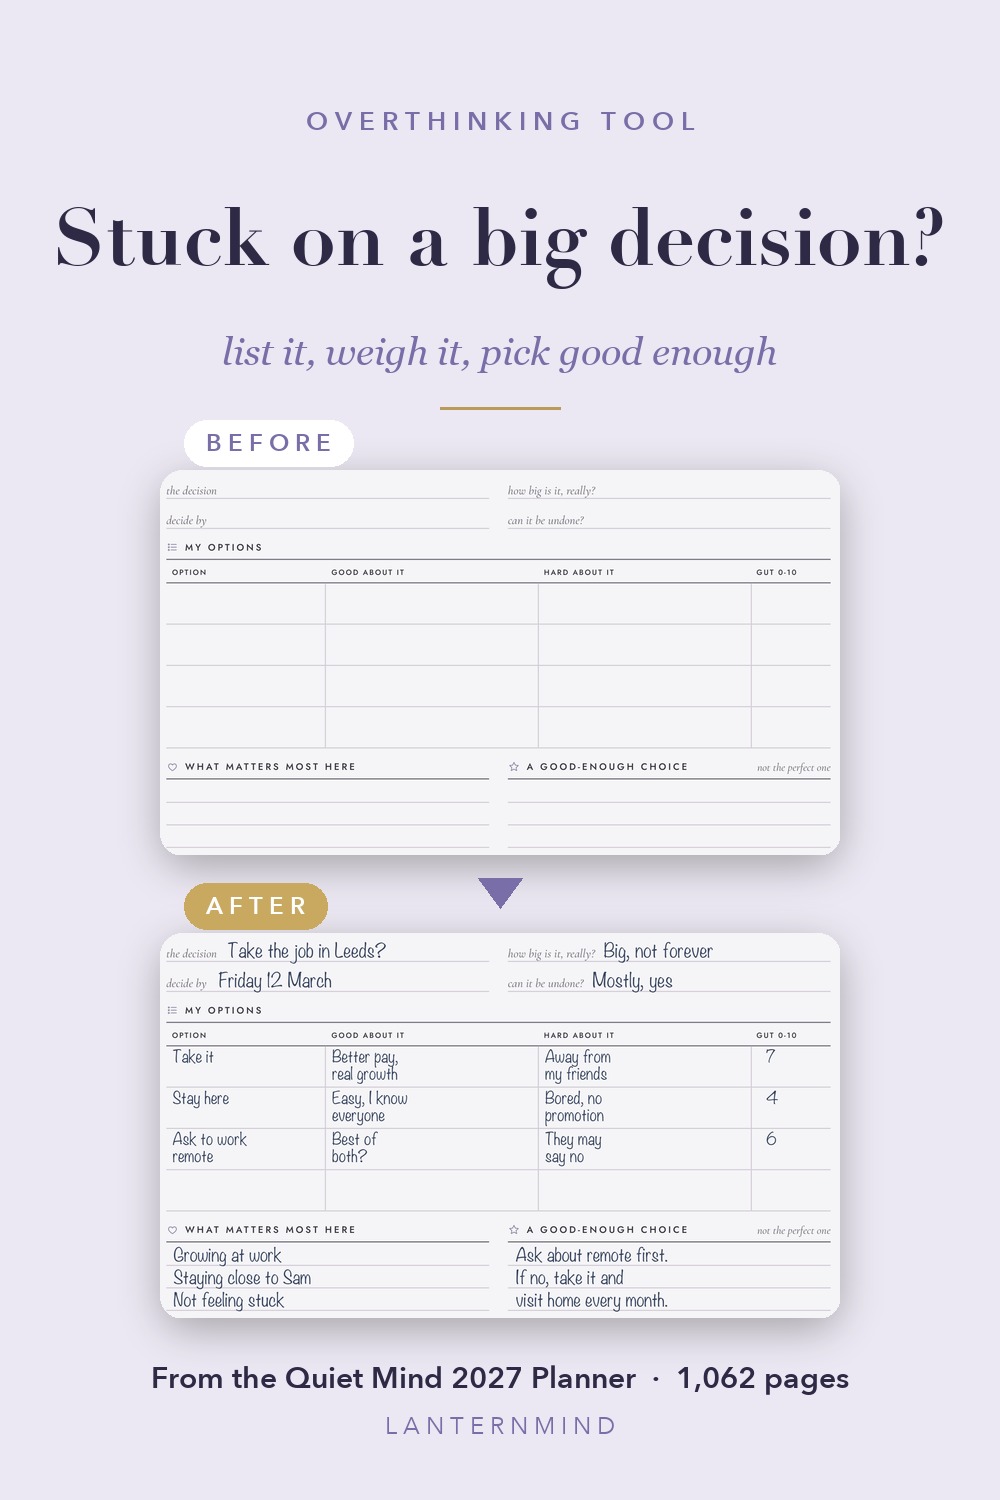 OVERTHINKING TOOL
Stuck on a big decision?
list it, weigh it, pick good enough
BEFORE
the decision
how big is it, really?
decide by
can it be undone?
MY OPTIONS
OPTION GOOD ABOUT IT HARD ABOUT IT GUT 0-10
WHAT MATTERS MOST HERE
A GOOD-ENOUGH CHOICE not the perfect one
AFTER
the decision Take the job in Leeds?
how big is it, really? Big, not forever
decide by Friday 12 March
can it be undone? Mostly, yes
MY OPTIONS
OPTION GOOD ABOUT IT HARD ABOUT IT GUT 0-10
Take it
Better pay,
real growth
Away from
my friends
7
Stay here
Easy, I know
everyone
Bored, no
promotion
4
Ask to work
remote
Best of
both?
They may
say no
6
WHAT MATTERS MOST HERE
Growing at work
Staying close to Sam
Not feeling stuck
A GOOD-ENOUGH CHOICE not the perfect one
Ask about remote first.
If no, take it and
visit home every month.
From the Quiet Mind 2027 Planner · 1,062 pages
LANTERNMIND